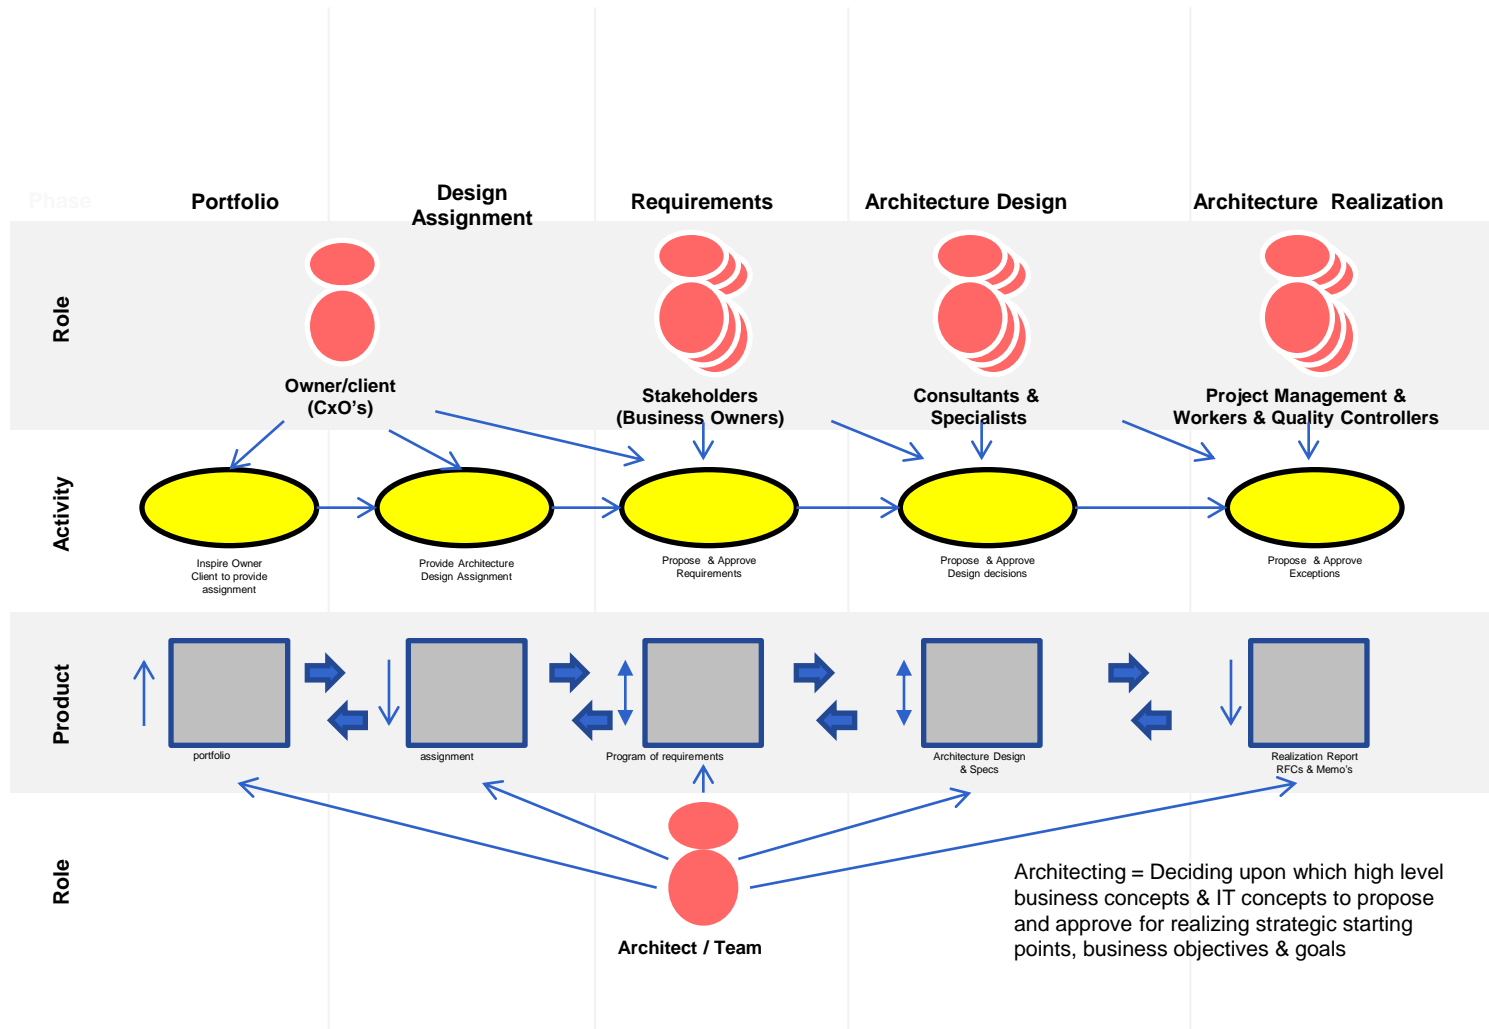 Phase
Portfolio
Design
Assignment
Requirements
Architecture Design
Architecture Realization
Role
Owner/client
(CxO's)
Stakeholders
(Business Owners)
Consultants &
Specialists
Project Management &
Workers & Quality Controllers
Activity
Inspire Owner
Client to provide
assignment
Provide Architecture
Design Assignment
Propose & Approve
Requirements
Propose & Approve
Design decisions
Propose & Approve
Exceptions
Product
portfolio
assignment
Program of requirements
Architecture Design
& Specs
Realization Report
RFCs & Memo's
Role
Architect / Team
Architecting = Deciding upon which high level
business concepts & IT concepts to propose
and approve for realizing strategic starting
points, business objectives & goals